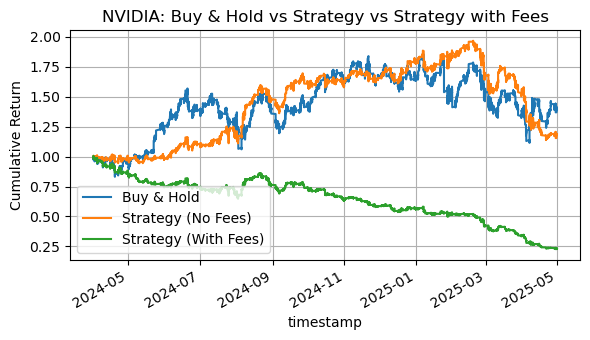 NVIDIA: Buy & Hold vs Strategy vs Strategy with Fees
Cumulative Return
2.00
1.75
1.50
1.25
1.00
0.75
0.50
0.25
Buy & Hold
Strategy (No Fees)
Strategy (With Fees)
2024-05
2024-07
2024-09
2024-11
2025-01
2025-03
2025-05
timestamp